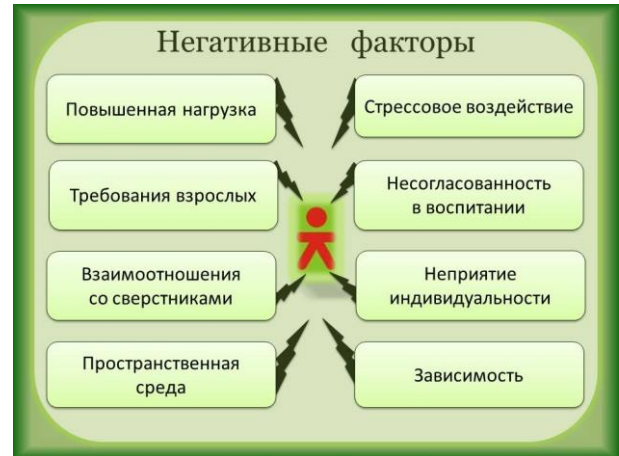 Негативные факторы
Повышенная нагрузка
Стрессовое воздействие
Требования взрослых
Несогласованность
в воспитании
Взаимоотношения
со сверстниками
Неприятие
индивидуальности
Пространственная
среда
Зависимость